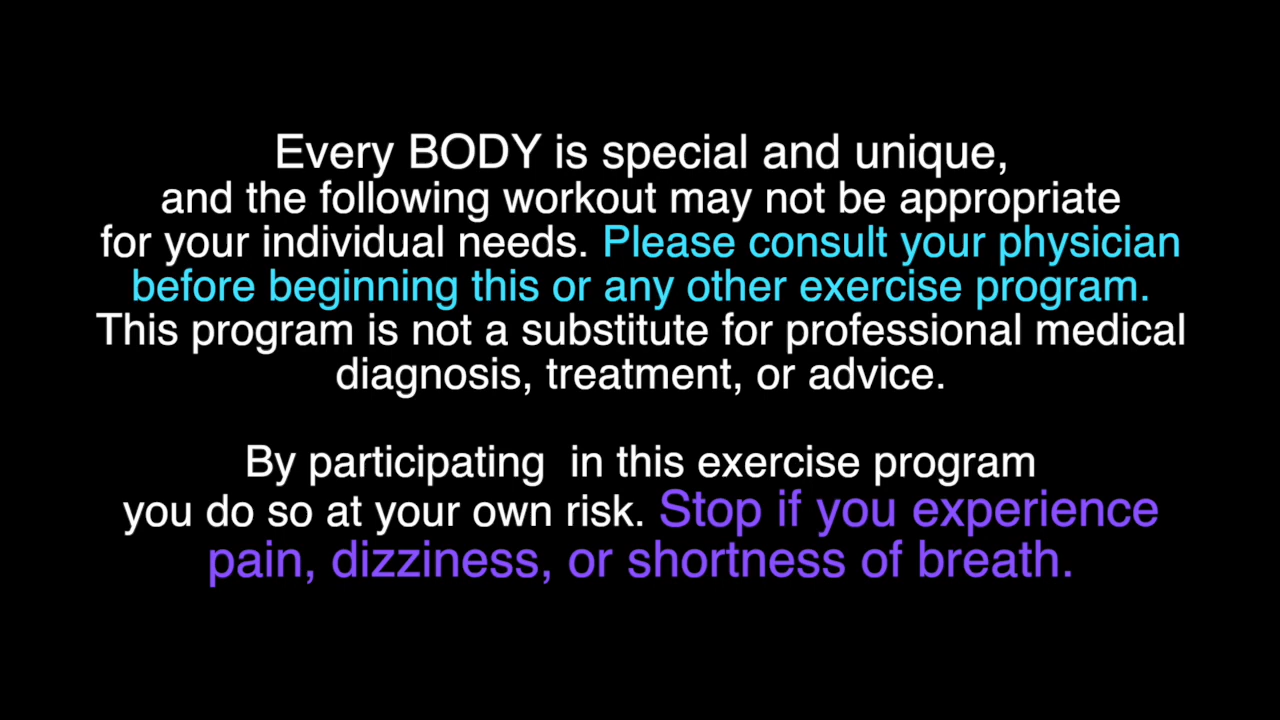 Every BODY is special and unique,
and the following workout may not be appropriate
for your individual needs. Please consult your physician
before beginning this or any other exercise program.
This program is not a substitute for professional medical
diagnosis, treatment, or advice.
By participating  in this exercise program
you do so at your own risk. Stop if you experience
pain, dizziness, or shortness of breath.